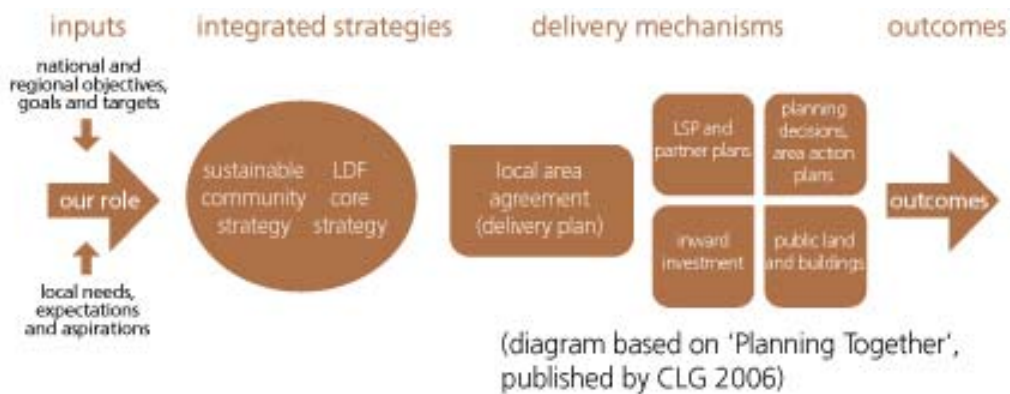 inputs
integrated strategies
delivery mechanisms
outcomes
national and
regional objectives,
goals and targets
our role
local needs,
expectations
and aspirations
sustainable
community
strategy
LDF
core
strategy
local area
agreement
(delivery plan)
LSP and
partner plans
planning
decisions,
area action
plans
inward
investment
public land
and buildings
outcomes
(diagram based on ‘Planning Together’,
published by CLG 2006)